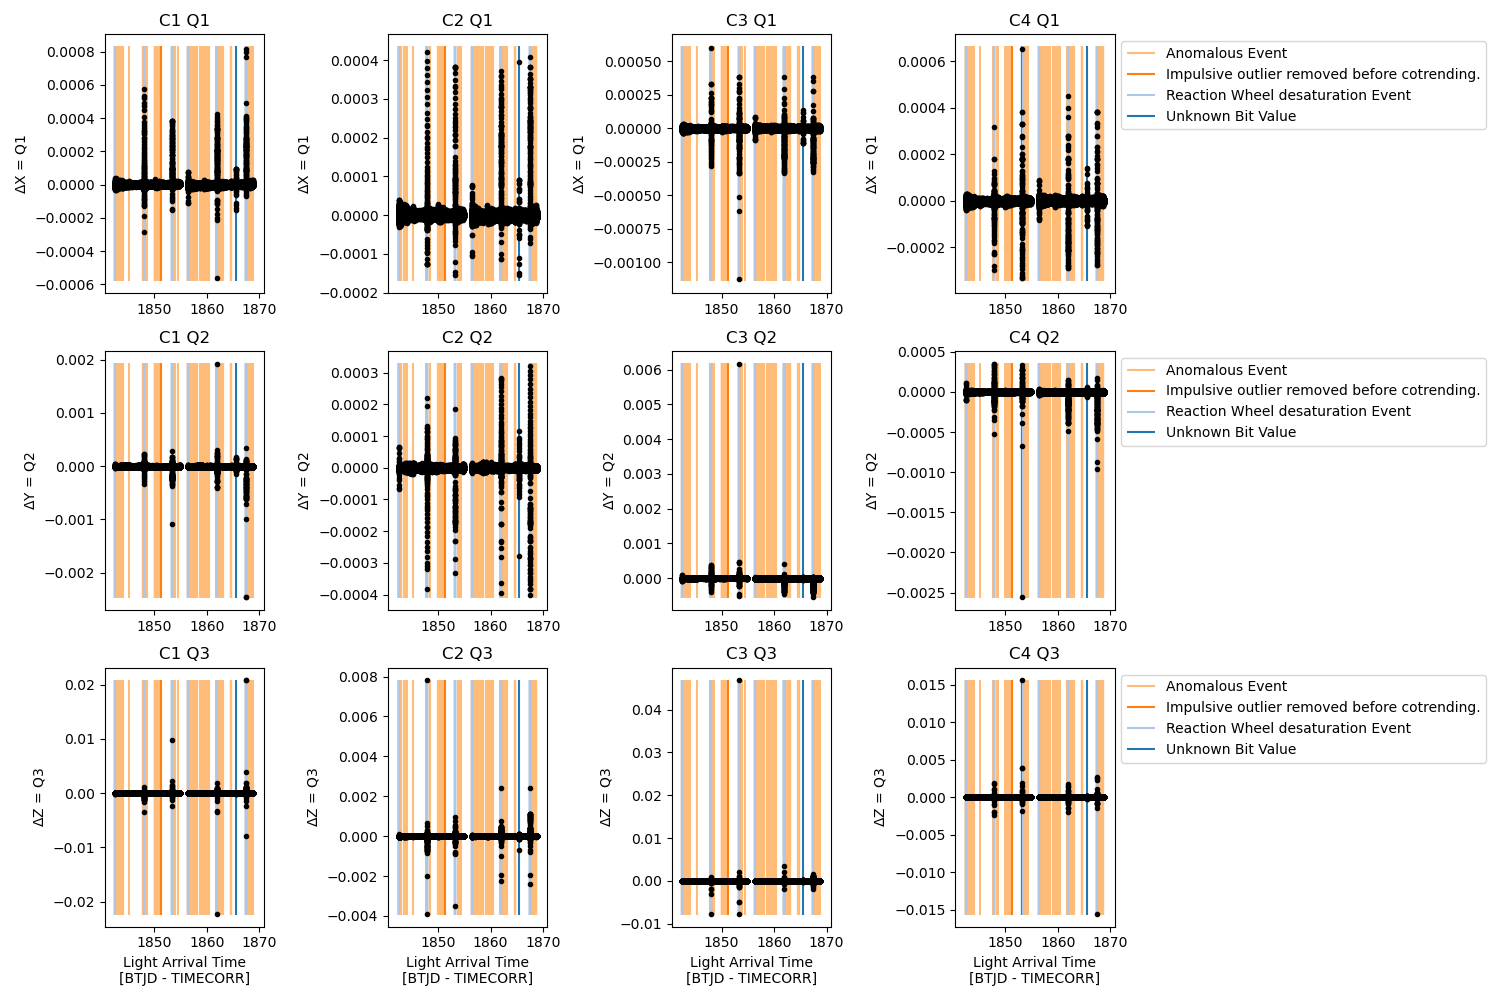 C1 Q1
C2 Q1
C3 Q1
C4 Q1
ΔX = Q1
0.0008
0.0006
0.0004
0.0002
0.0000
−0.0002
−0.0004
−0.0006
1850 1860 1870
ΔX = Q1
0.0004
0.0003
0.0002
0.0001
0.0000
−0.0001
−0.0002
1850 1860 1870
ΔX = Q1
0.00050
0.00025
0.00000
−0.00025
−0.00050
−0.00075
−0.00100
1850 1860 1870
ΔX = Q1
0.0006
0.0004
0.0002
0.0000
−0.0002
1850 1860 1870
Anomalous Event
Impulsive outlier removed before cotrending.
Reaction Wheel desaturation Event
Unknown Bit Value
C1 Q2
C2 Q2
C3 Q2
C4 Q2
ΔY = Q2
0.002
0.001
0.000
−0.001
−0.002
1850 1860 1870
ΔY = Q2
0.0003
0.0002
0.0001
0.0000
−0.0001
−0.0002
−0.0003
−0.0004
1850 1860 1870
ΔY = Q2
0.006
0.005
0.004
0.003
0.002
0.001
0.000
1850 1860 1870
ΔY = Q2
0.0005
0.0000
−0.0005
−0.0010
−0.0015
−0.0020
−0.0025
1850 1860 1870
Anomalous Event
Impulsive outlier removed before cotrending.
Reaction Wheel desaturation Event
Unknown Bit Value
C1 Q3
C2 Q3
C3 Q3
C4 Q3
ΔZ = Q3
0.02
0.01
0.00
−0.01
−0.02
1850 1860 1870
Light Arrival Time
[BTJD - TIMECORR]
ΔZ = Q3
0.008
0.006
0.004
0.002
0.000
−0.002
−0.004
1850 1860 1870
Light Arrival Time
[BTJD - TIMECORR]
ΔZ = Q3
0.04
0.03
0.02
0.01
0.00
−0.01
1850 1860 1870
Light Arrival Time
[BTJD - TIMECORR]
ΔZ = Q3
0.015
0.010
0.005
0.000
−0.005
−0.010
−0.015
1850 1860 1870
Light Arrival Time
[BTJD - TIMECORR]
Anomalous Event
Impulsive outlier removed before cotrending.
Reaction Wheel desaturation Event
Unknown Bit Value